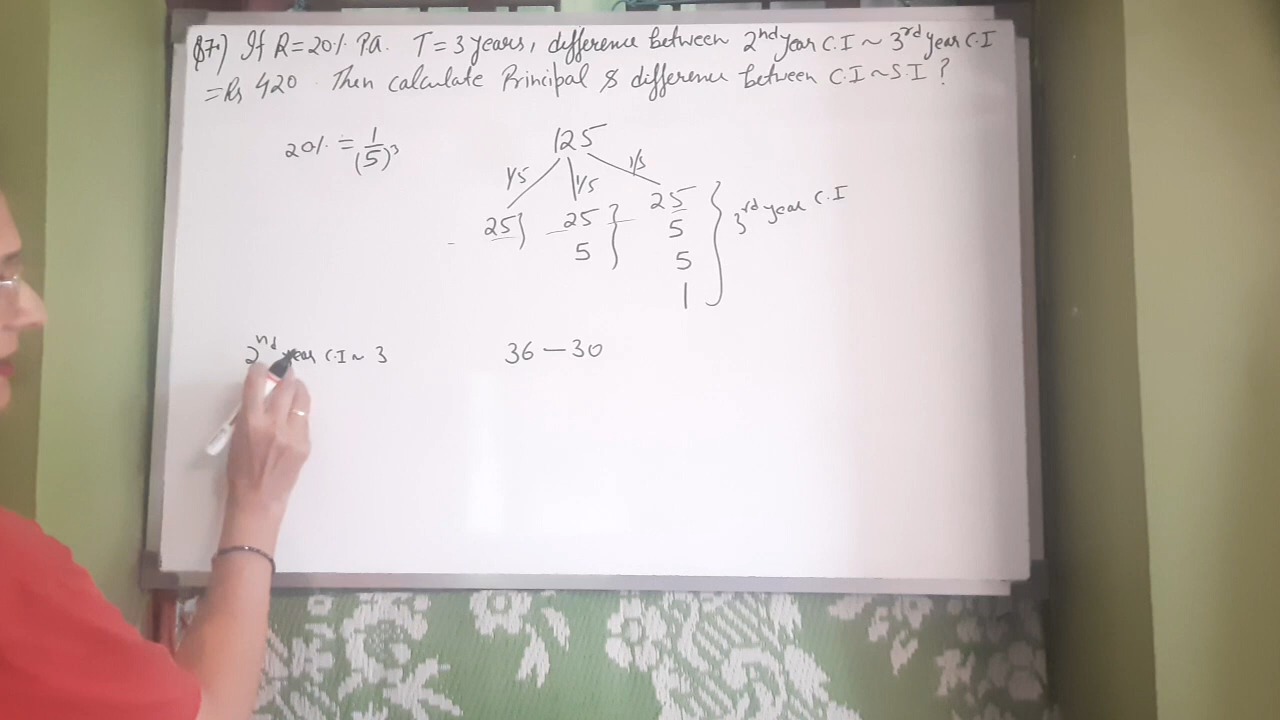 Q7.) If R = 20%. P.a. T = 3 years, difference between 2nd year C.I ~ 3rd year C.I
= Rs 420. Then calculate Principal & difference between C.I ~ S.I ?
20% = 1/(5)³
125
1/5 1/5 1/5
25 25 25
5 5
5
1
3rd year C.I
2nd year C.I ~ 3
36 – 30